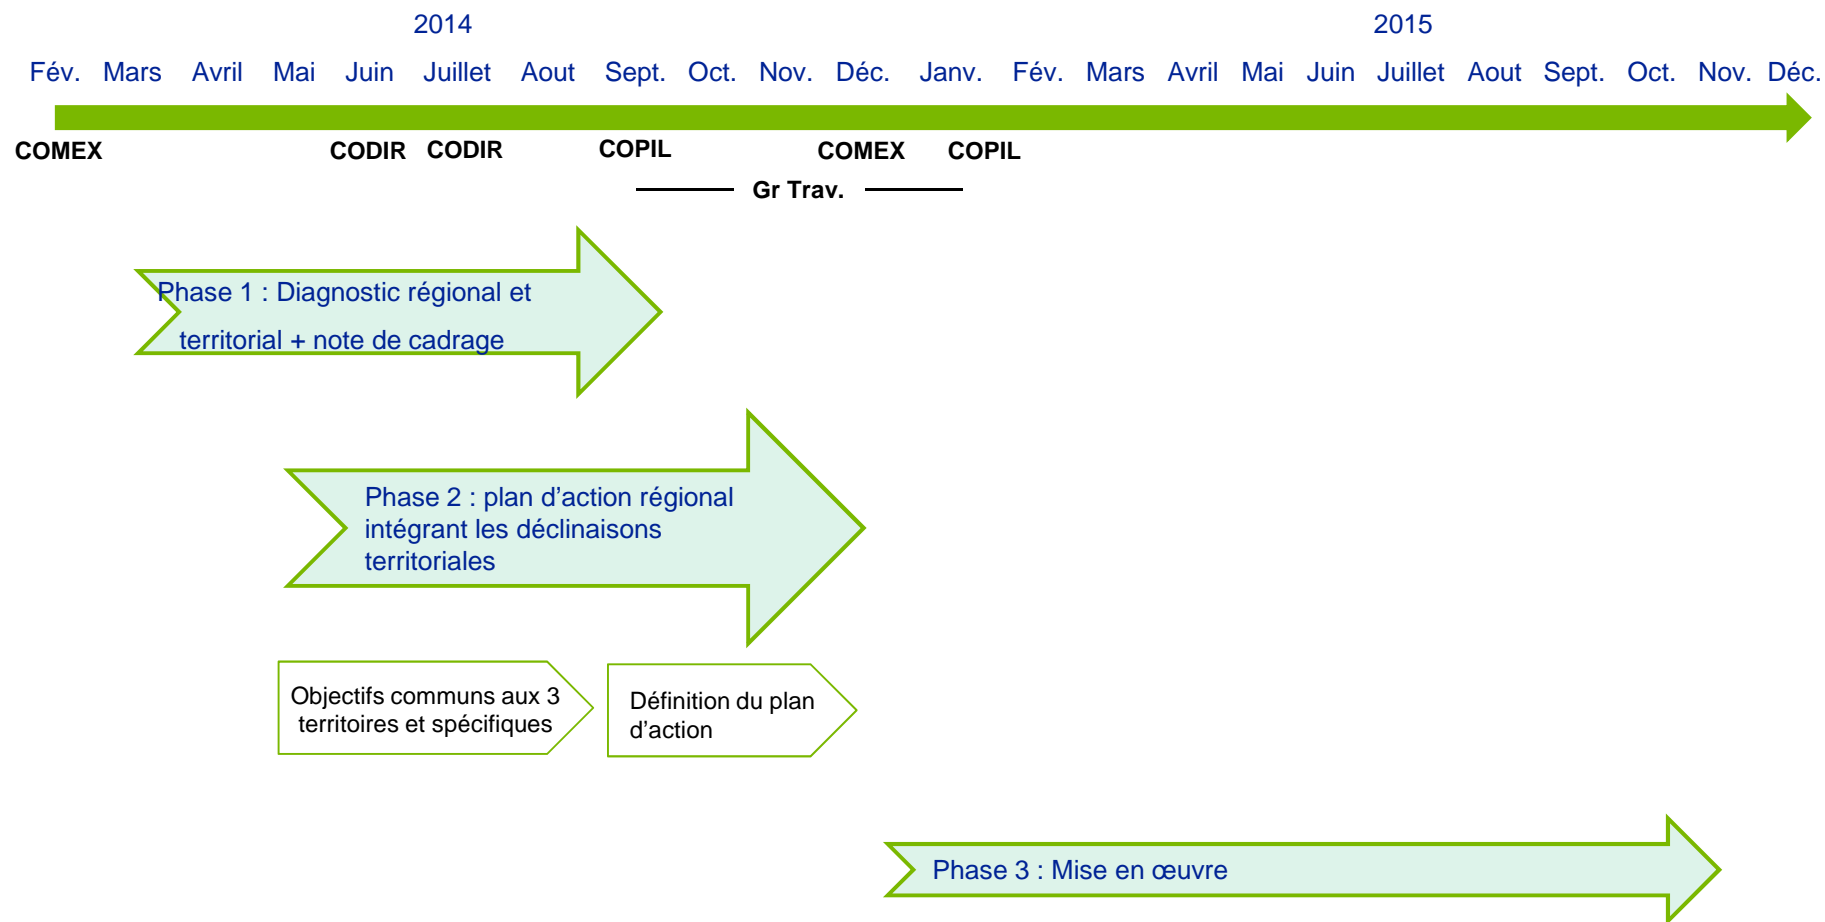 2014 2015
Fév. Mars Avril Mai Juin Juillet Aout Sept. Oct. Nov. Déc. Janv. Fév. Mars Avril Mai Juin Juillet Aout Sept. Oct. Nov. Déc.
COMEX CODIR CODIR COPIL COMEX COPIL
Gr Trav.
Phase 1 : Diagnostic régional et
territorial + note de cadrage
Phase 2 : plan d’action régional
intégrant les déclinaisons
territoriales
Objectifs communs aux 3
territoires et spécifiques
Définition du plan
d’action
Phase 3 : Mise en œuvre